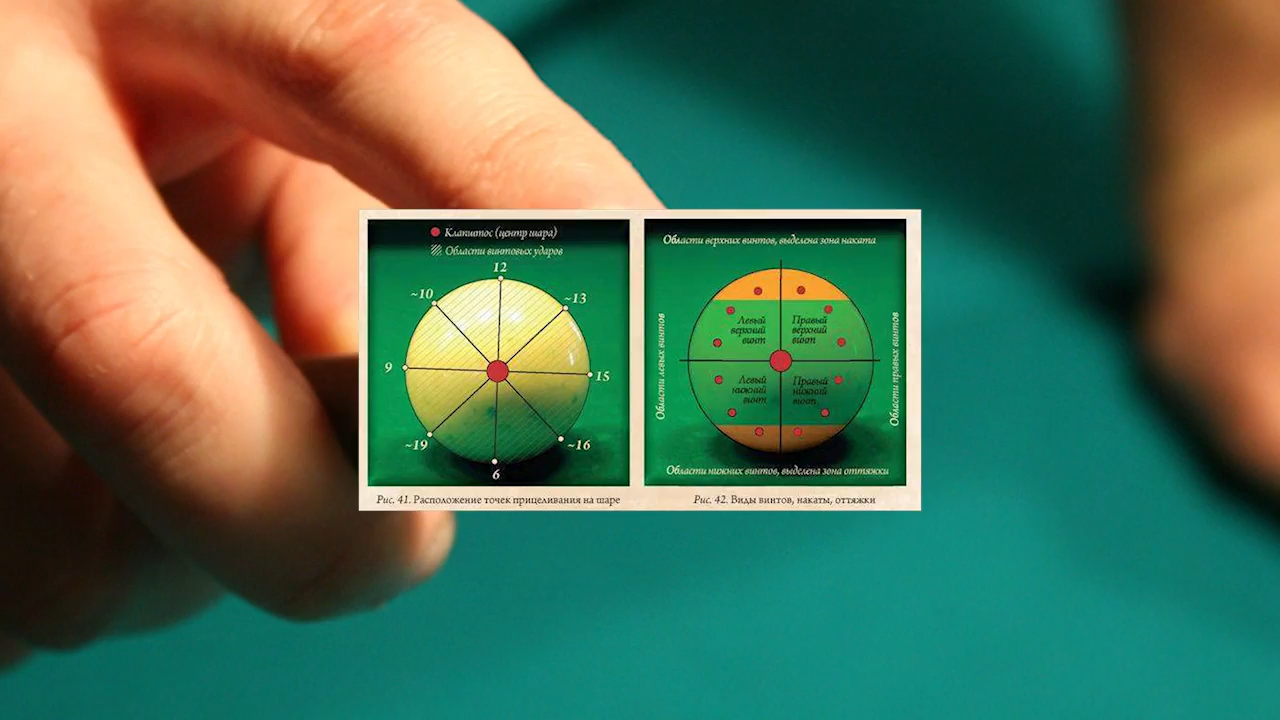 Клапштос (центр шара)
Области винтовых ударов
12
~10
~13
9
15
~19
~16
6
Рис. 41. Расположение точек прицеливания на шаре
Области верхних винтов, выделена зона наката
Области левых винтов
Левый
верхний
винт
Правый
верхний
винт
Левый
нижний
винт
Правый
нижний
винт
Области правых винтов
Области нижних винтов, выделена зона оттяжки
Рис. 42. Виды винтов, накаты, оттяжки